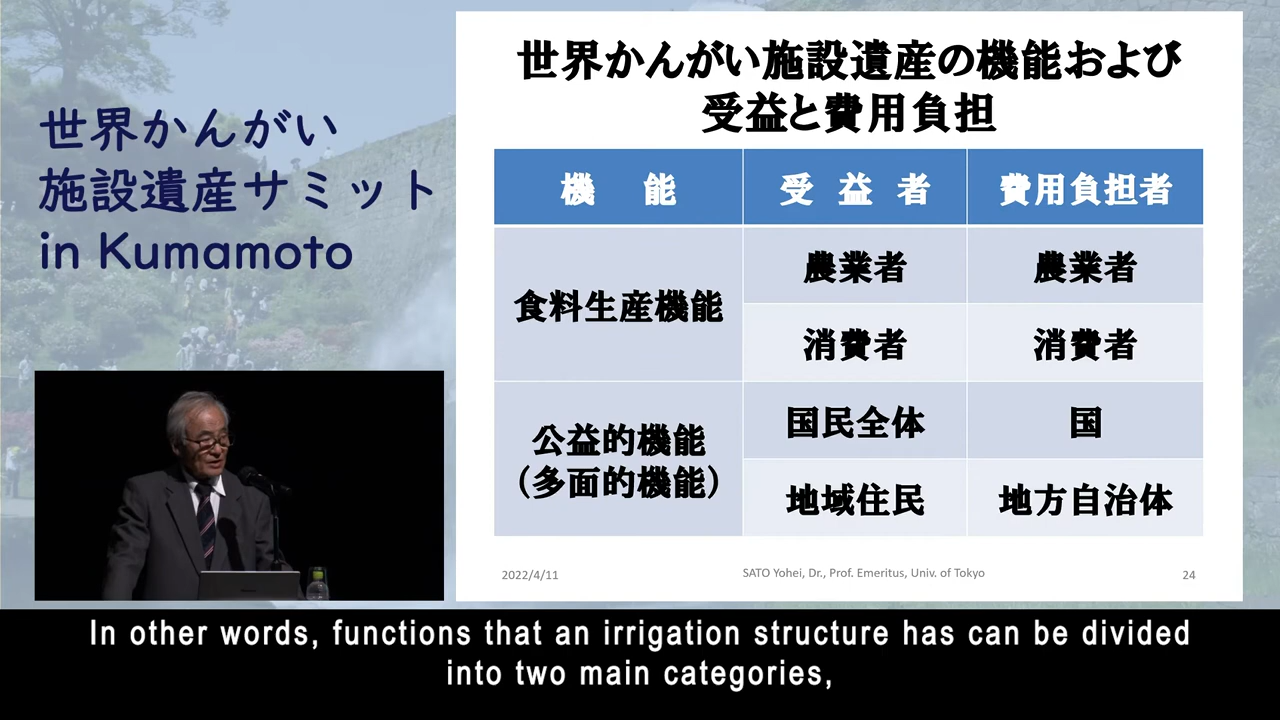 世界かんがい
施設遺産サミット
in Kumamoto
世界かんがい施設遺産の機能および
受益と費用負担
機 能
受 益 者
費用負担者
食料生産機能
農業者
農業者
消費者
消費者
公益的機能
（多面的機能）
国民全体
国
地域住民
地方自治体
2022/4/11
SATO Yohei, Dr., Prof. Emeritus, Univ. of Tokyo
24
In other words, functions that an irrigation structure has can be divided
into two main categories,